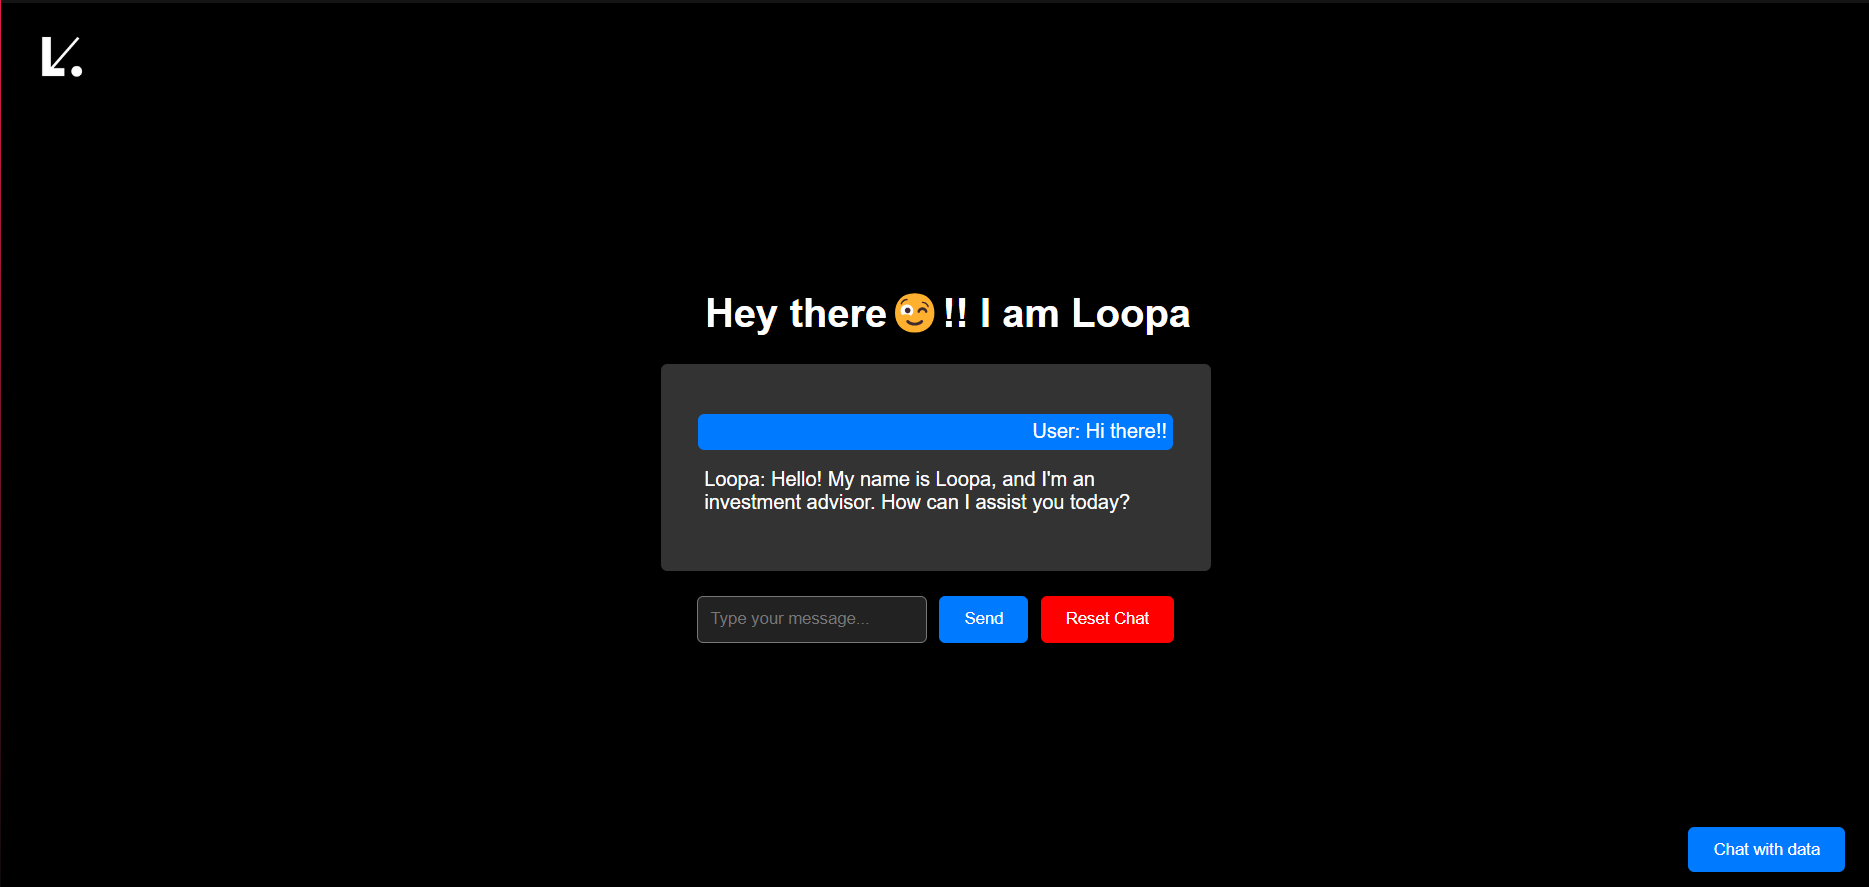 L.
Hey there😉!! I am Loopa
User: Hi there!!
Loopa: Hello! My name is Loopa, and I'm an
investment advisor. How can I assist you today?
Type your message...
Send
Reset Chat
Chat with data